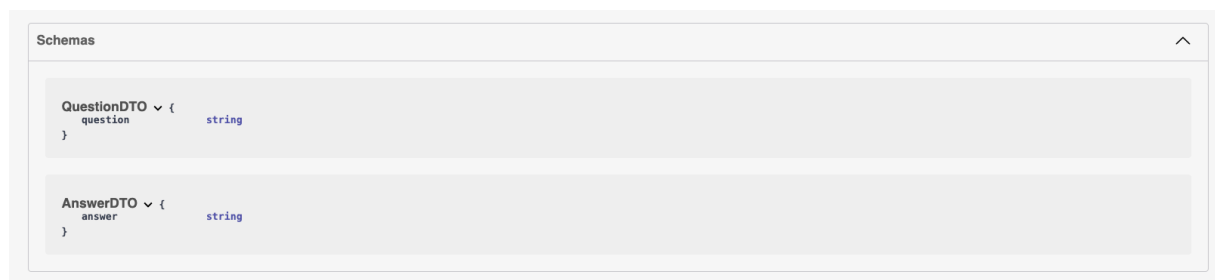 Schemas
QuestionDTO {
question string
}
AnswerDTO {
answer string
}